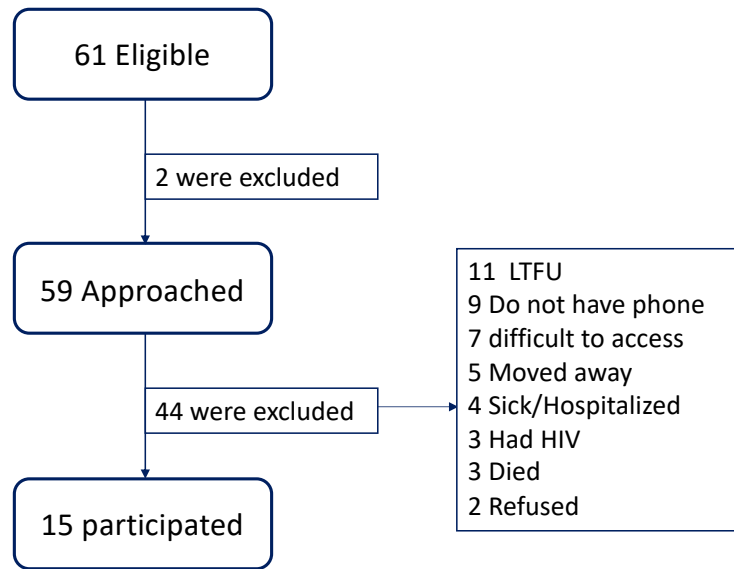 61 Eligible
2 were excluded
59 Approached
44 were excluded
15 participated
11 LTFU
9 Do not have phone
7 difficult to access
5 Moved away
4 Sick/Hospitalized
3 Had HIV
3 Died
2 Refused